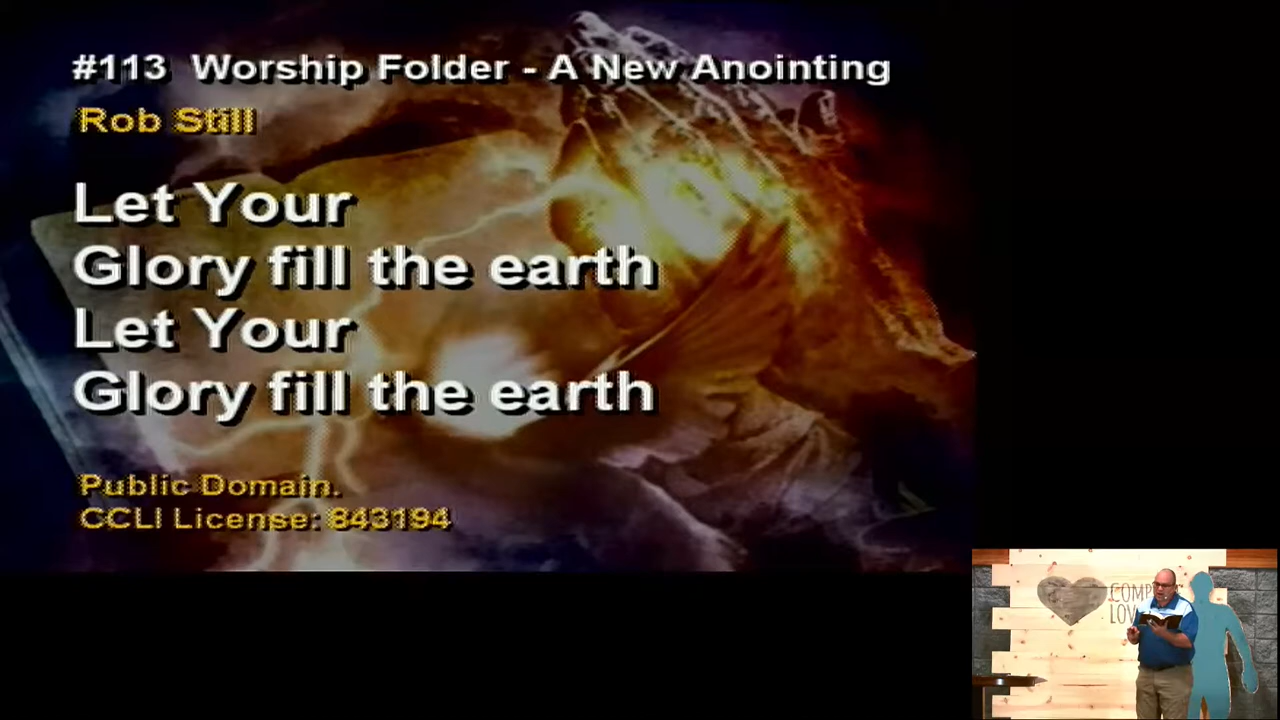 #113 Worship Folder - A New Anointing
Rob Still
Let Your
Glory fill the earth
Let Your
Glory fill the earth
Public Domain.
CCLI License: 843194